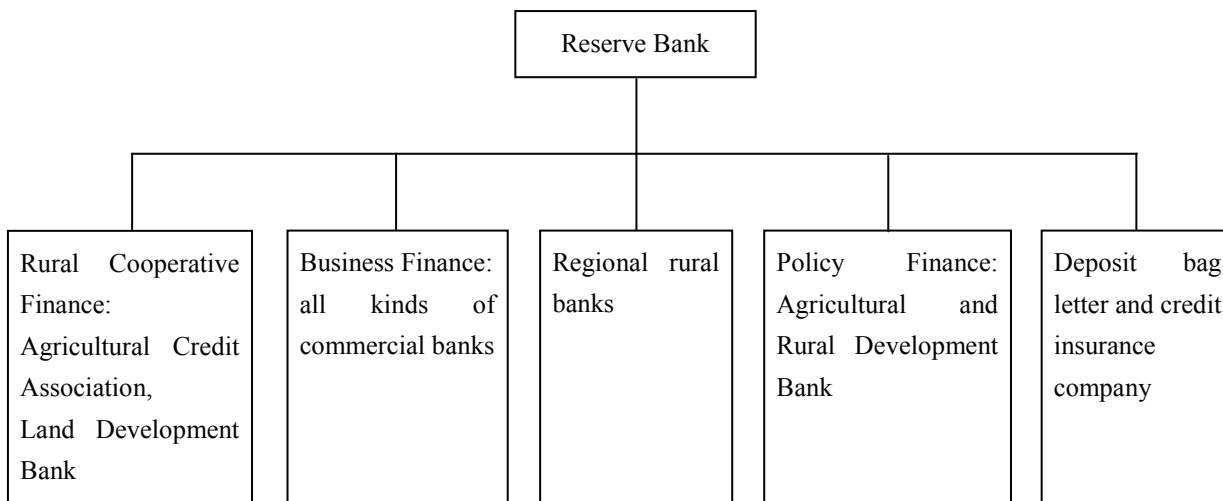 Reserve Bank
Rural Cooperative
Finance:
Agricultural Credit
Association,
Land Development
Bank
Business Finance:
all kinds of
commercial banks
Regional rural
banks
Policy Finance:
Agricultural and
Rural Development
Bank
Deposit bag
letter and credit
insurance
company